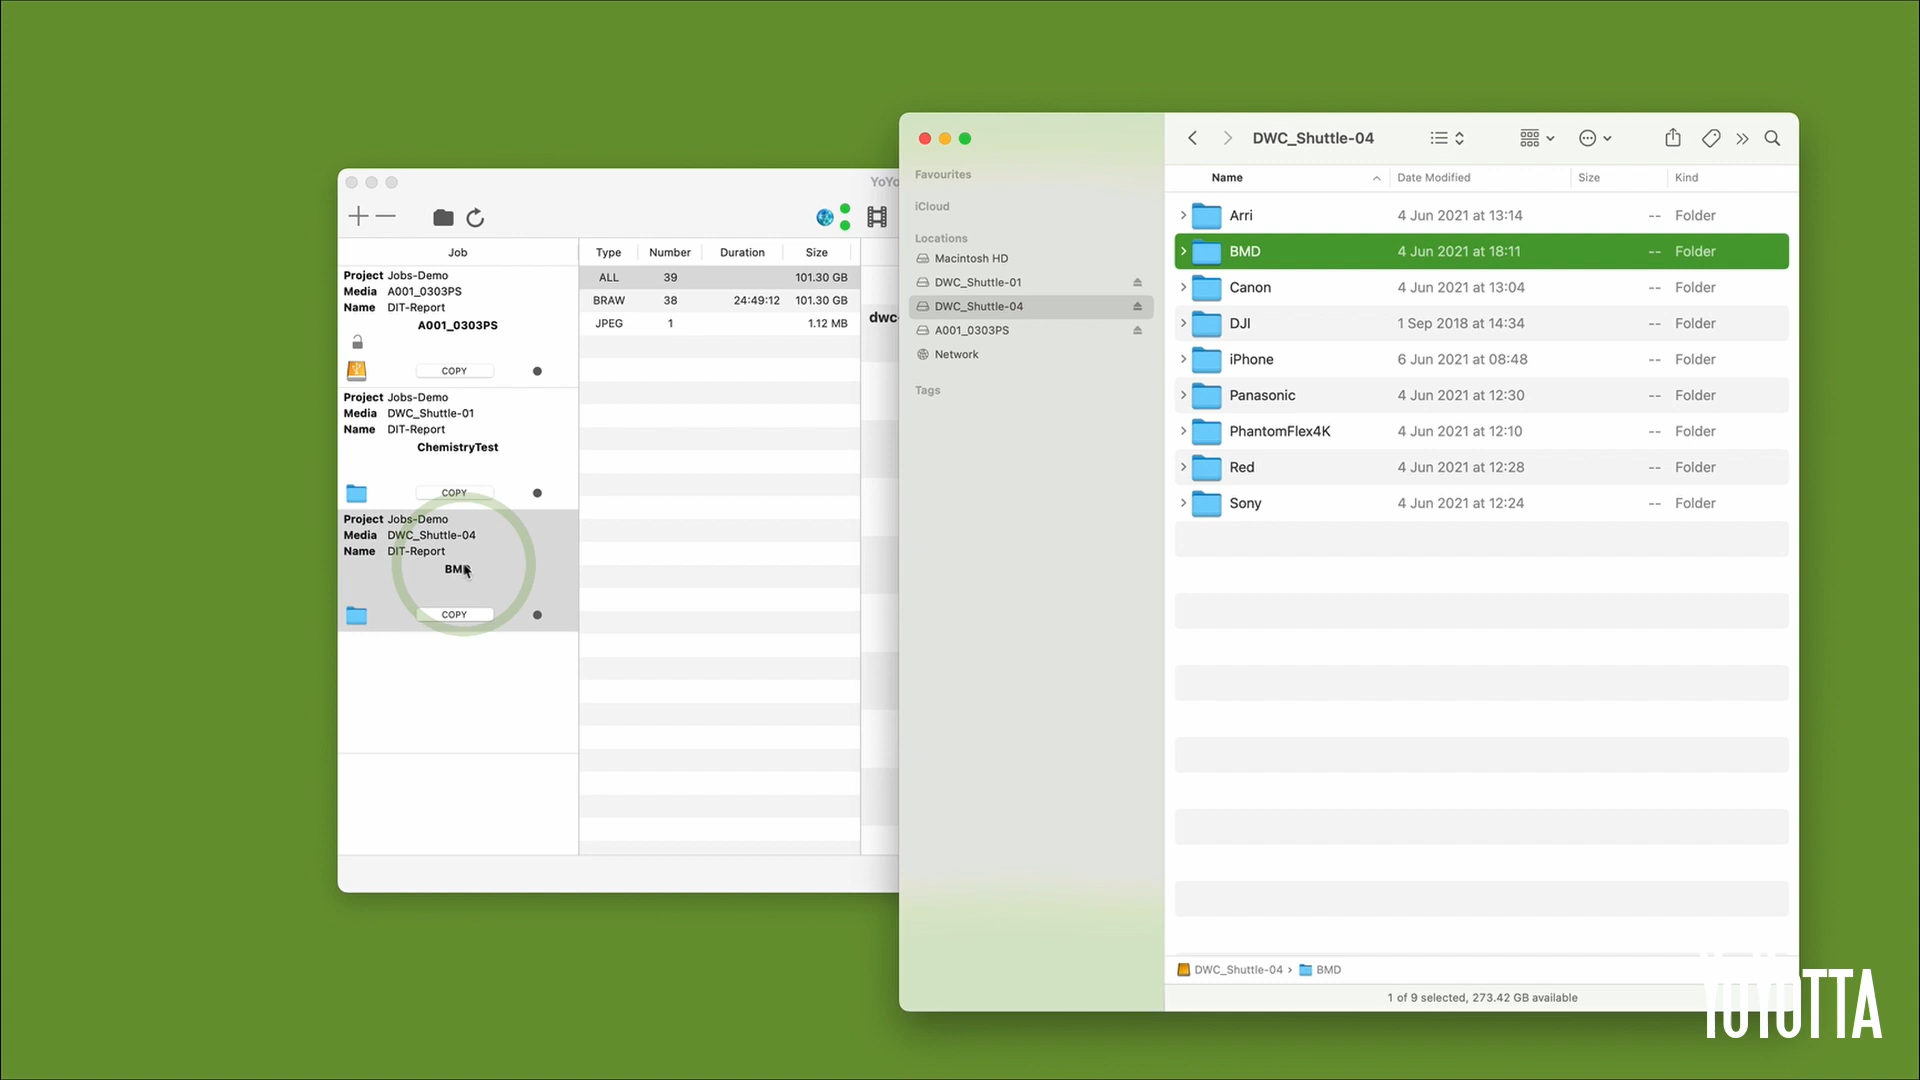 YoYo
Job
Type Number Duration Size
Project Jobs-Demo
Media A001_0303PS
Name DIT-Report
A001_0303PS
COPY
Project Jobs-Demo
Media DWC_Shuttle-01
Name DIT-Report
ChemistryTest
COPY
Project Jobs-Demo
Media DWC_Shuttle-04
Name DIT-Report
BMD
COPY
ALL 39 101.30 GB
BRAW 38 24:49:12 101.30 GB
JPEG 1 1.12 MB
dwc-
Favourites
iCloud
Locations
Macintosh HD
DWC_Shuttle-01
DWC_Shuttle-04
A001_0303PS
Network
Tags
DWC_Shuttle-04
Name Date Modified Size Kind
Arri 4 Jun 2021 at 13:14 -- Folder
BMD 4 Jun 2021 at 18:11 -- Folder
Canon 4 Jun 2021 at 13:04 -- Folder
DJI 1 Sep 2018 at 14:34 -- Folder
iPhone 6 Jun 2021 at 08:48 -- Folder
Panasonic 4 Jun 2021 at 12:30 -- Folder
PhantomFlex4K 4 Jun 2021 at 12:10 -- Folder
Red 4 Jun 2021 at 12:28 -- Folder
Sony 4 Jun 2021 at 12:24 -- Folder
DWC_Shuttle-04 › BMD
1 of 9 selected, 273.42 GB available
YOYOTTA